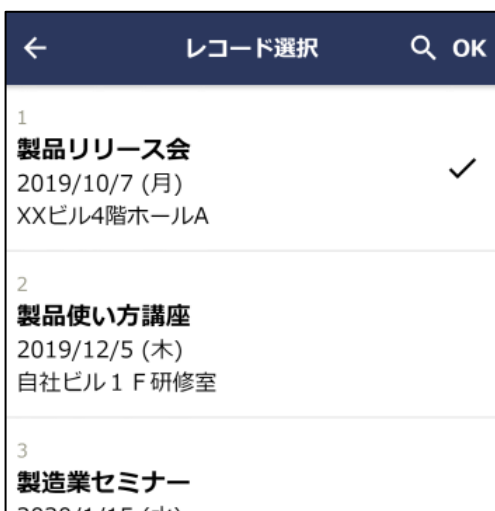 レコード選択 OK
1
製品リリース会
2019/10/7 (月)
XXビル4階ホールA
2
製品使い方講座
2019/12/5 (木)
自社ビル１Ｆ研修室
3
製造業セミナー
2020/1/15 (水)